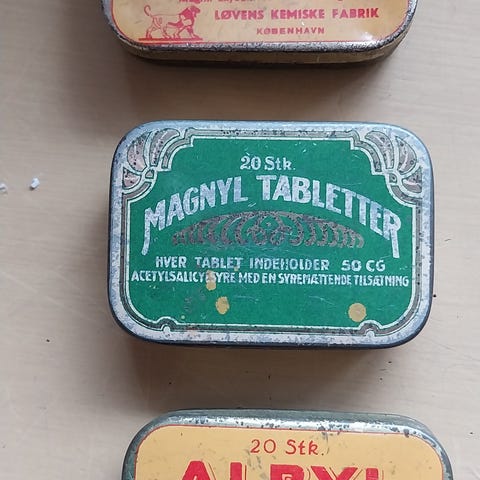 LØVENS KEMISKE FABRIK
KØBENHAVN
20 Stk.
MAGNYL TABLETTER
HVER TABLET INDEHOLDER 50 CG
ACETYLSALICYLSYRE MED EN SYREMÆTTENDE TILSÆTNING
20 Stk.
ALBYL